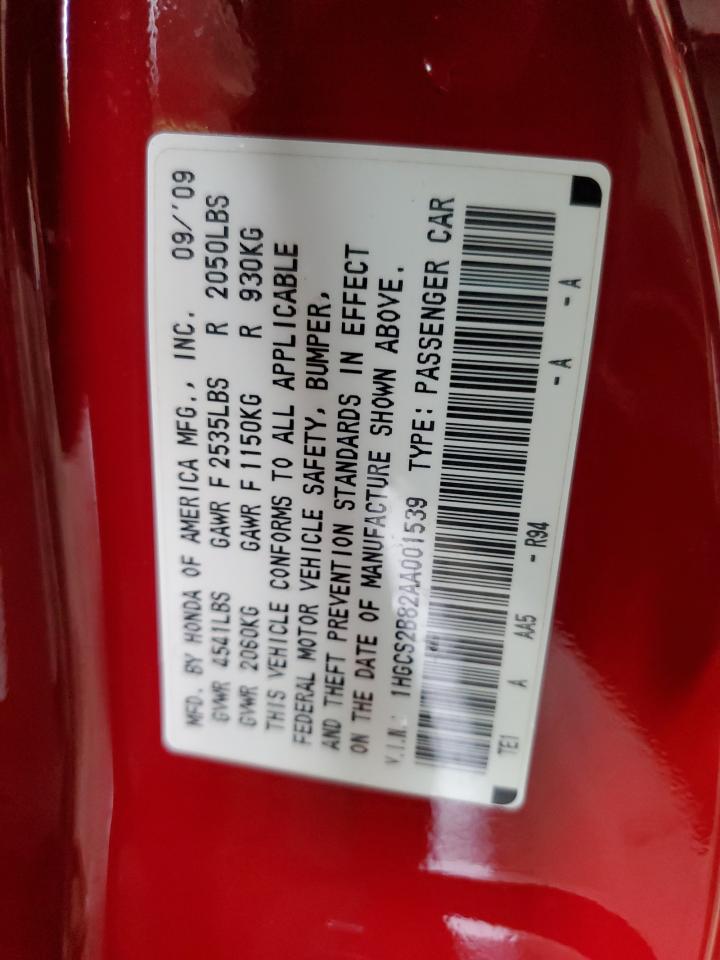 MFD. BY HONDA OF AMERICA MFG., INC. 09/'09
GVWR 4541LBS GAWR F 2535LBS R 2050LBS
GVWR 2060KG GAWR F 1150KG R 930KG
THIS VEHICLE CONFORMS TO ALL APPLICABLE
FEDERAL MOTOR VEHICLE SAFETY, BUMPER,
AND THEFT PREVENTION STANDARDS IN EFFECT
ON THE DATE OF MANUFACTURE SHOWN ABOVE.
V.I.N.: 1HGCS2B82AA001539 TYPE: PASSENGER CAR
TE1 A AA5 - R94 - A - A